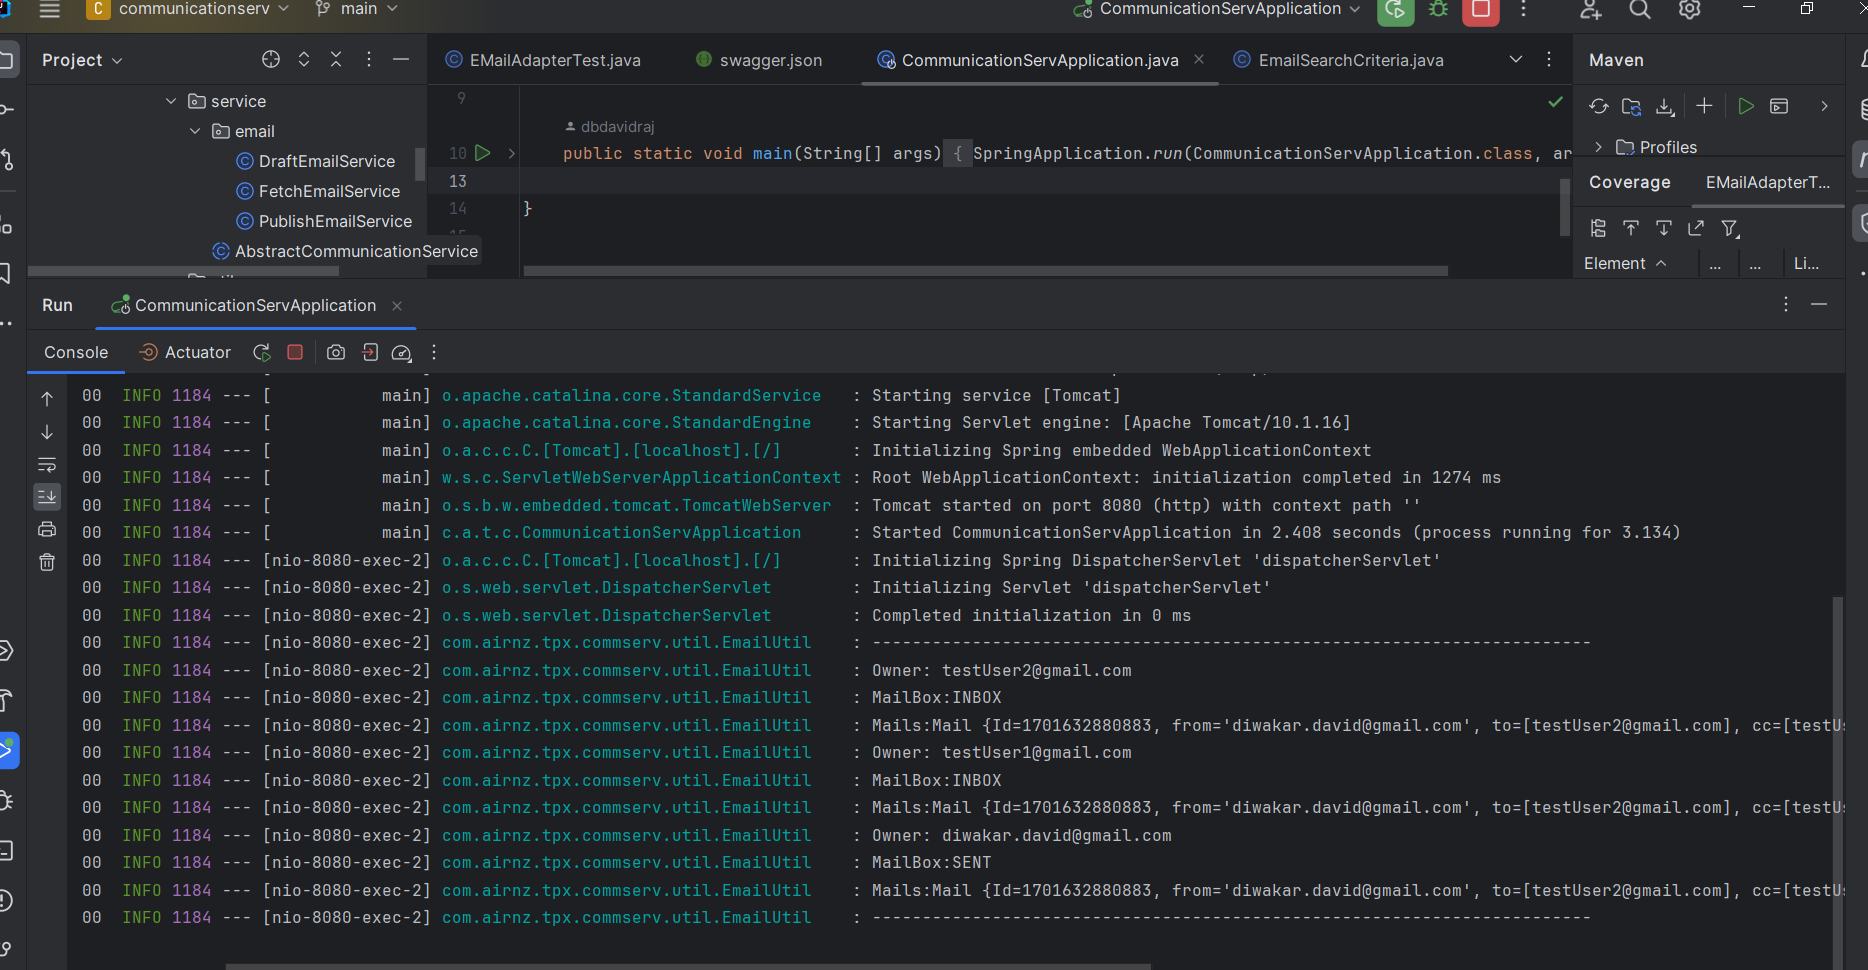 C communicationserv main CommunicationServApplication
Project
EMailAdapterTest.java swagger.json CommunicationServApplication.java EmailSearchCriteria.java
Maven
service
email
DraftEmailService
FetchEmailService
PublishEmailService
AbstractCommunicationService
9
dbdavidraj
10 public static void main(String[] args) { SpringApplication.run(CommunicationServApplication.class, ar
13
14 }
Profiles
Coverage EMailAdapterT...
Element ... ... Li...
Run CommunicationServApplication
Console Actuator
00 INFO 1184 --- [ main] o.apache.catalina.core.StandardService : Starting service [Tomcat]
00 INFO 1184 --- [ main] o.apache.catalina.core.StandardEngine : Starting Servlet engine: [Apache Tomcat/10.1.16]
00 INFO 1184 --- [ main] o.a.c.c.C.[Tomcat].[localhost].[/] : Initializing Spring embedded WebApplicationContext
00 INFO 1184 --- [ main] w.s.c.ServletWebServerApplicationContext : Root WebApplicationContext: initialization completed in 1274 ms
00 INFO 1184 --- [ main] o.s.b.w.embedded.tomcat.TomcatWebServer : Tomcat started on port 8080 (http) with context path ''
00 INFO 1184 --- [ main] c.a.t.c.CommunicationServApplication : Started CommunicationServApplication in 2.408 seconds (process running for 3.134)
00 INFO 1184 --- [nio-8080-exec-2] o.a.c.c.C.[Tomcat].[localhost].[/] : Initializing Spring DispatcherServlet 'dispatcherServlet'
00 INFO 1184 --- [nio-8080-exec-2] o.s.web.servlet.DispatcherServlet : Initializing Servlet 'dispatcherServlet'
00 INFO 1184 --- [nio-8080-exec-2] o.s.web.servlet.DispatcherServlet : Completed initialization in 0 ms
00 INFO 1184 --- [nio-8080-exec-2] com.airnz.tpx.commserv.util.EmailUtil : ------------------------------------------------------------------------
00 INFO 1184 --- [nio-8080-exec-2] com.airnz.tpx.commserv.util.EmailUtil : Owner: testUser2@gmail.com
00 INFO 1184 --- [nio-8080-exec-2] com.airnz.tpx.commserv.util.EmailUtil : MailBox:INBOX
00 INFO 1184 --- [nio-8080-exec-2] com.airnz.tpx.commserv.util.EmailUtil : Mails:Mail {Id=1701632880883, from='diwakar.david@gmail.com', to=[testUser2@gmail.com], cc=[testU
00 INFO 1184 --- [nio-8080-exec-2] com.airnz.tpx.commserv.util.EmailUtil : Owner: testUser1@gmail.com
00 INFO 1184 --- [nio-8080-exec-2] com.airnz.tpx.commserv.util.EmailUtil : MailBox:INBOX
00 INFO 1184 --- [nio-8080-exec-2] com.airnz.tpx.commserv.util.EmailUtil : Mails:Mail {Id=1701632880883, from='diwakar.david@gmail.com', to=[testUser2@gmail.com], cc=[testU
00 INFO 1184 --- [nio-8080-exec-2] com.airnz.tpx.commserv.util.EmailUtil : Owner: diwakar.david@gmail.com
00 INFO 1184 --- [nio-8080-exec-2] com.airnz.tpx.commserv.util.EmailUtil : MailBox:SENT
00 INFO 1184 --- [nio-8080-exec-2] com.airnz.tpx.commserv.util.EmailUtil : Mails:Mail {Id=1701632880883, from='diwakar.david@gmail.com', to=[testUser2@gmail.com], cc=[testU
00 INFO 1184 --- [nio-8080-exec-2] com.airnz.tpx.commserv.util.EmailUtil : ------------------------------------------------------------------------